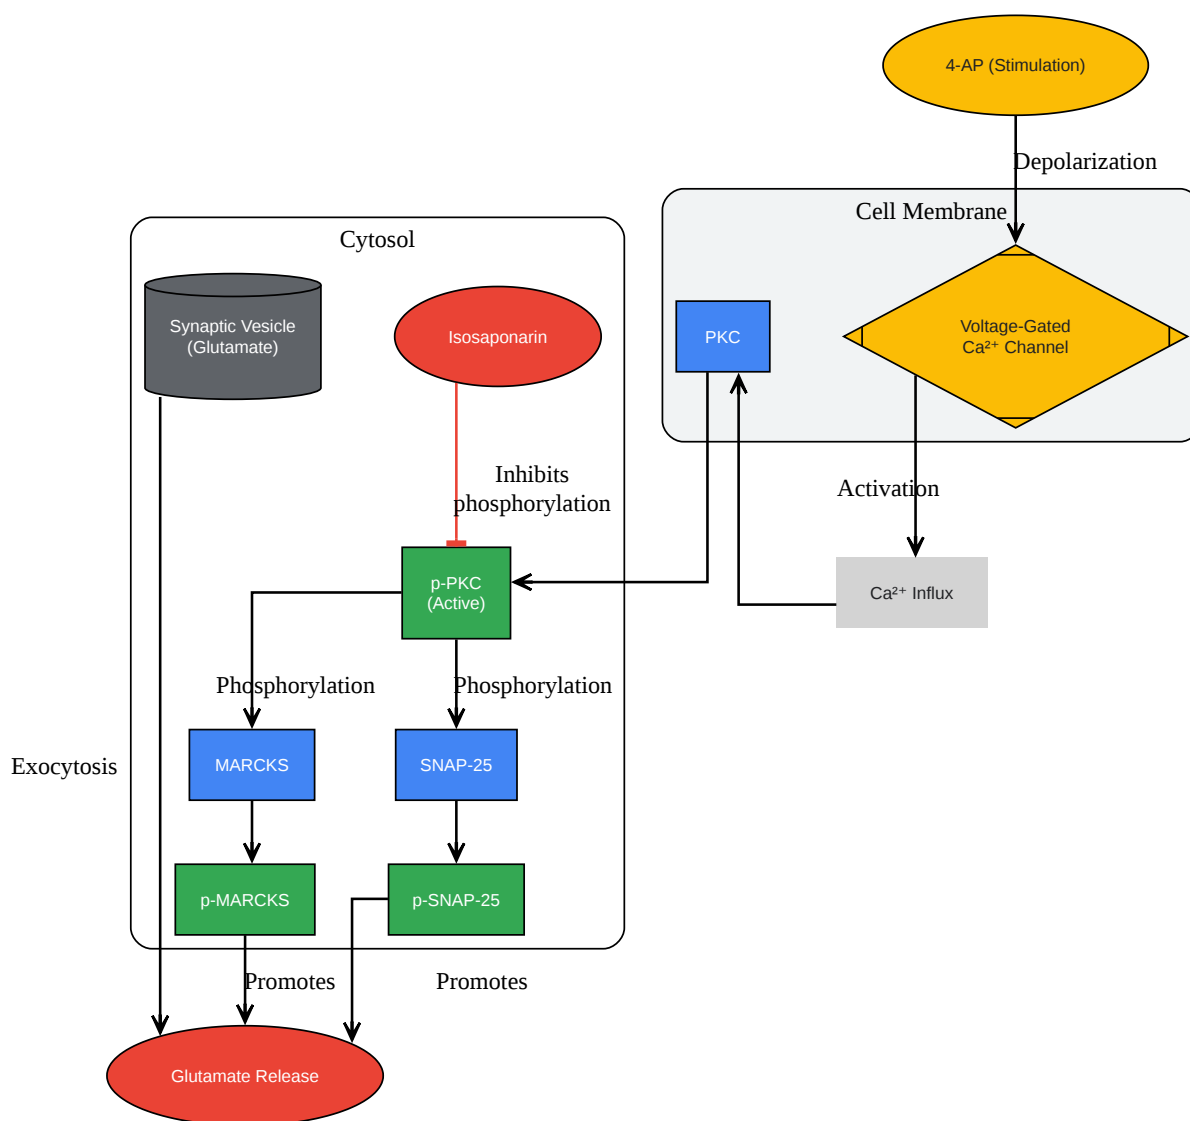 4-AP (Stimulation)
Depolarization
Cell Membrane
Cytosol
Synaptic Vesicle
(Glutamate)
Isosaponarin
PKC
Voltage-Gated
Ca²⁺ Channel
Inhibits
phosphorylation
Activation
p-PKC
(Active)
Ca²⁺ Influx
Phosphorylation
Phosphorylation
Exocytosis
MARCKS
SNAP-25
p-MARCKS
p-SNAP-25
Promotes
Promotes
Glutamate Release